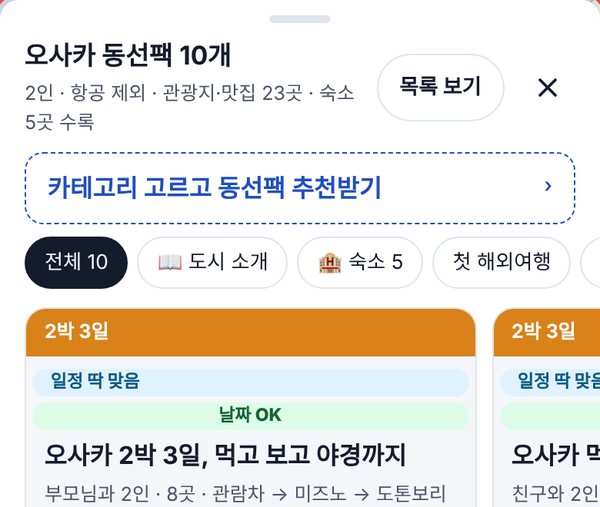 오사카 동선팩 10개
2인 · 항공 제외 · 관광지·맛집 23곳 · 숙소
5곳 수록
목록 보기
카테고리 고르고 동선팩 추천받기
전체 10
📖 도시 소개
🏨 숙소 5
첫 해외여행
2박 3일
일정 딱 맞음
날짜 OK
오사카 2박 3일, 먹고 보고 야경까지
부모님과 2인 · 8곳 · 관람차 → 미즈노 → 도톤보리
2박 3일
일정 딱 맞음
오사카 먹
친구와 2인